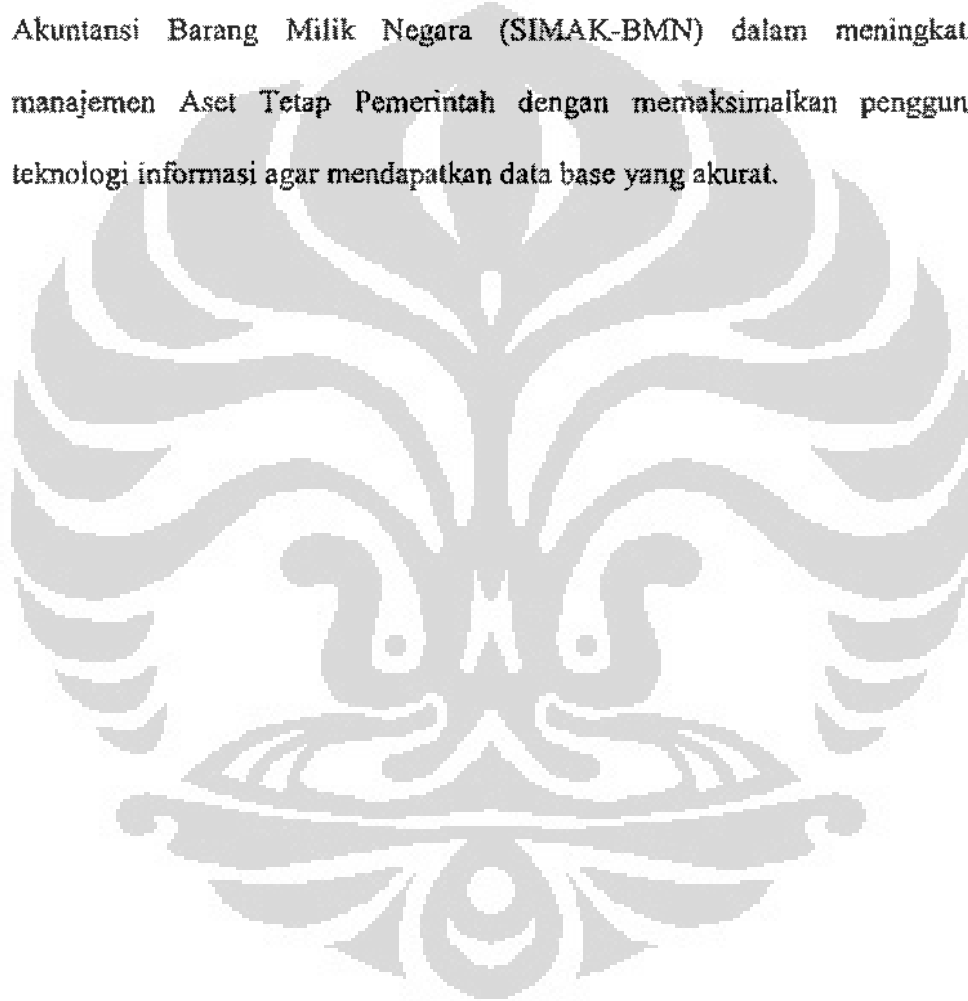 Akuntansi Barang Milik Negara (SIMAK-BMN) dalam meningkat
manajemen Aset Tetap Pemerintah dengan memaksimalkan penggun
teknologi informasi agar mendapatkan data base yang akurat.